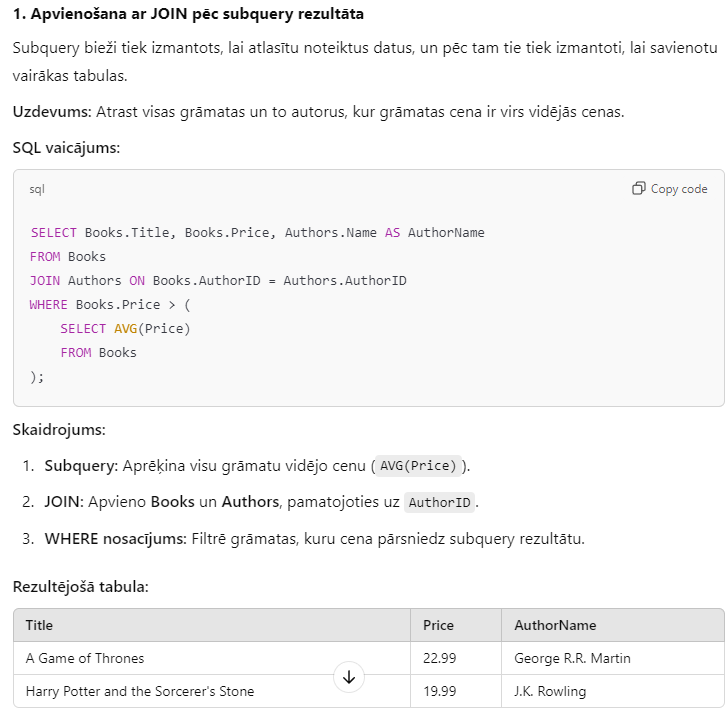 1. Apvienošana ar JOIN pēc subquery rezultāta
Subquery bieži tiek izmantots, lai atlasītu noteiktus datus, un pēc tam tie tiek izmantoti, lai savienotu
vairākas tabulas.
Uzdevums: Atrast visas grāmatas un to autorus, kur grāmatas cena ir virs vidējās cenas.
SQL vaicājums:
sql
Copy code
SELECT Books.Title, Books.Price, Authors.Name AS AuthorName
FROM Books
JOIN Authors ON Books.AuthorID = Authors.AuthorID
WHERE Books.Price > (
    SELECT AVG(Price)
    FROM Books
);
Skaidrojums:
1. Subquery: Aprēķina visu grāmatu vidējo cenu ( AVG(Price) ).
2. JOIN: Apvieno Books un Authors, pamatojoties uz AuthorID .
3. WHERE nosacījums: Filtrē grāmatas, kuru cena pārsniedz subquery rezultātu.
Rezultējošā tabula:
Title Price AuthorName
A Game of Thrones 22.99 George R.R. Martin
Harry Potter and the Sorcerer's Stone 19.99 J.K. Rowling